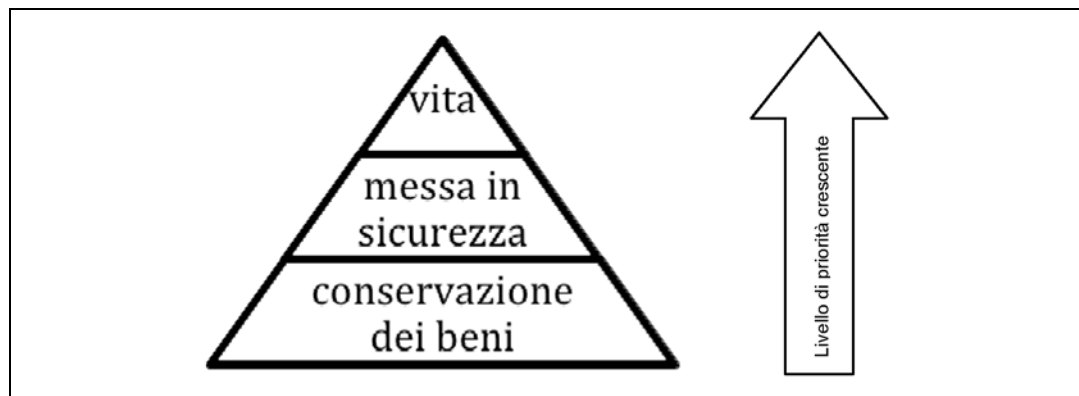 vita
messa in
sicurezza
conservazione
dei beni
Livello di priorità crescente